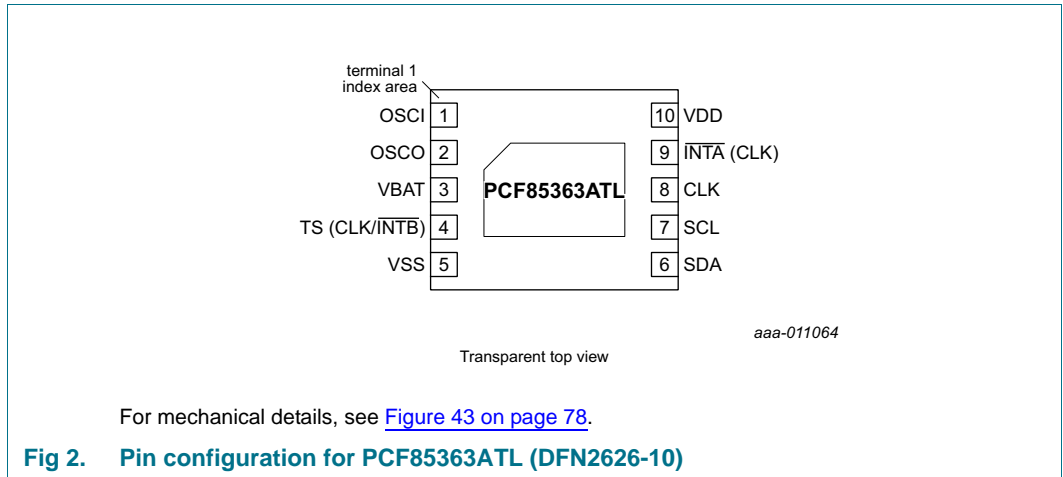 terminal 1
index area
OSCI 1
10 VDD
OSCO 2
9 I̅N̅T̅A̅ (CLK)
VBAT 3
PCF85363ATL
8 CLK
TS (CLK/I̅N̅T̅B̅) 4
7 SCL
VSS 5
6 SDA
aaa-011064
Transparent top view
For mechanical details, see Figure 43 on page 78.
Fig 2. Pin configuration for PCF85363ATL (DFN2626-10)